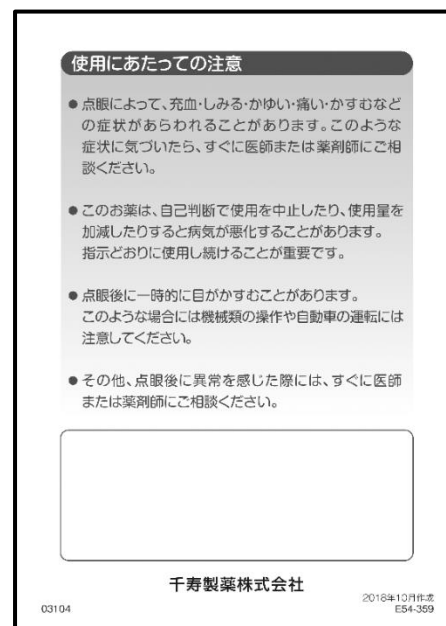 使用にあたっての注意
●点眼によって、充血・しみる・かゆい・痛い・かすむなど
の症状があらわれることがあります。このような
症状に気づいたら、すぐに医師または薬剤師にご相
談ください。
●このお薬は、自己判断で使用を中止したり、使用量を
加減したりすると病気が悪化することがあります。
指示どおりに使用し続けることが重要です。
●点眼後に一時的に目がかすむことがあります。
このような場合には機械類の操作や自動車の運転には
注意してください。
●その他、点眼後に異常を感じた際には、すぐに医師
または薬剤師にご相談ください。
千寿製薬株式会社
03104
2018年10月作成
E54-359